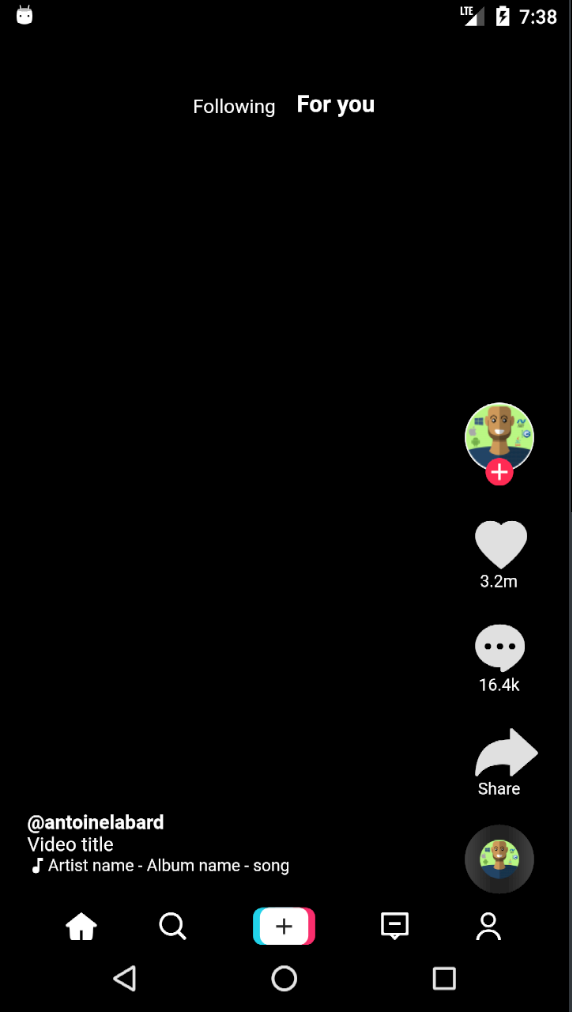 LTE 7:38
Following For you
3.2m
16.4k
Share
@antoinelabard
Video title
Artist name - Album name - song